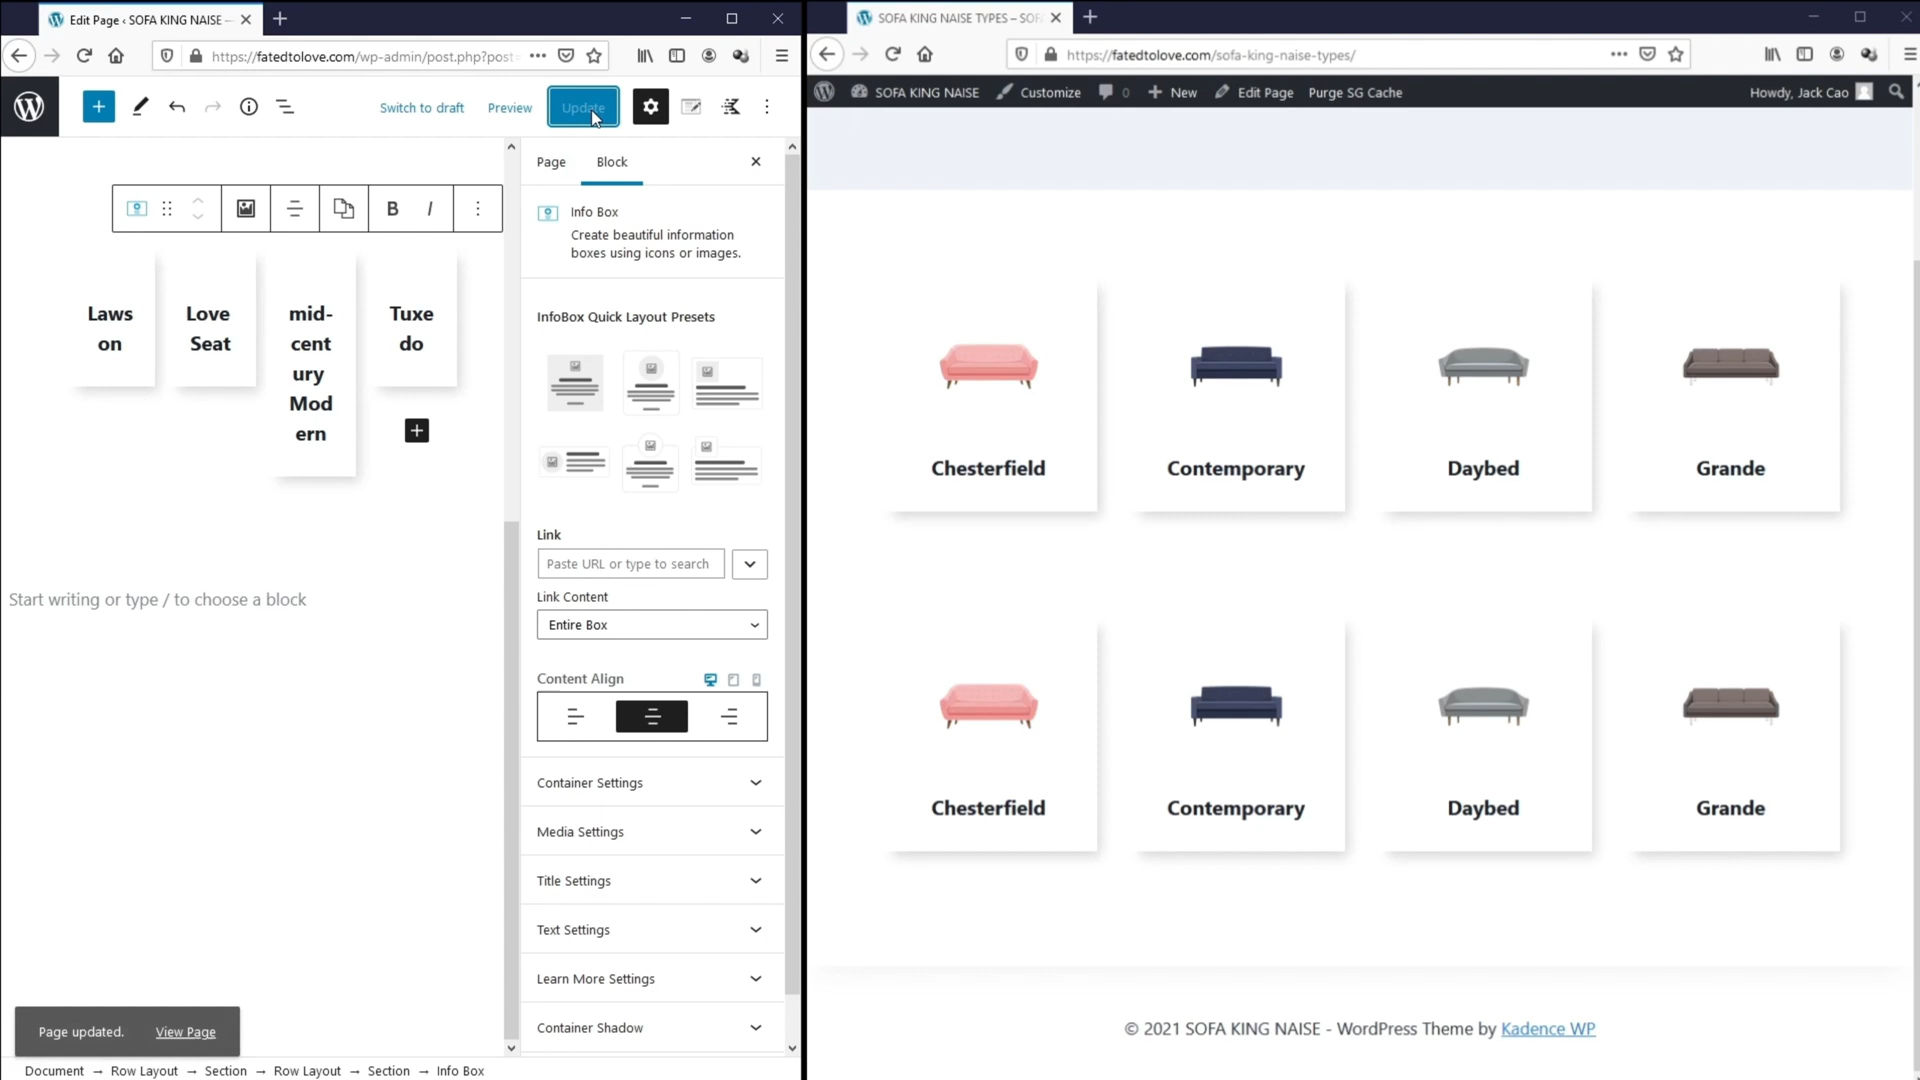 Edit Page ‹ SOFA KING NAISE —
https://fatedtolove.com/wp-admin/post.php?post=
Switch to draft
Preview
Update
Page
Block
Info Box
Create beautiful information
boxes using icons or images.
Laws
on
Love
Seat
mid-
cent
ury
Mod
ern
Tuxe
do
InfoBox Quick Layout Presets
Link
Paste URL or type to search
Link Content
Entire Box
Start writing or type / to choose a block
Content Align
Container Settings
Media Settings
Title Settings
Text Settings
Learn More Settings
Container Shadow
Page updated.
View Page
Document → Row Layout → Section → Row Layout → Section → Info Box
SOFA KING NAISE TYPES – SOF
https://fatedtolove.com/sofa-king-naise-types/
SOFA KING NAISE
Customize
0
New
Edit Page
Purge SG Cache
Howdy, Jack Cao
Chesterfield
Contemporary
Daybed
Grande
Chesterfield
Contemporary
Daybed
Grande
© 2021 SOFA KING NAISE - WordPress Theme by Kadence WP